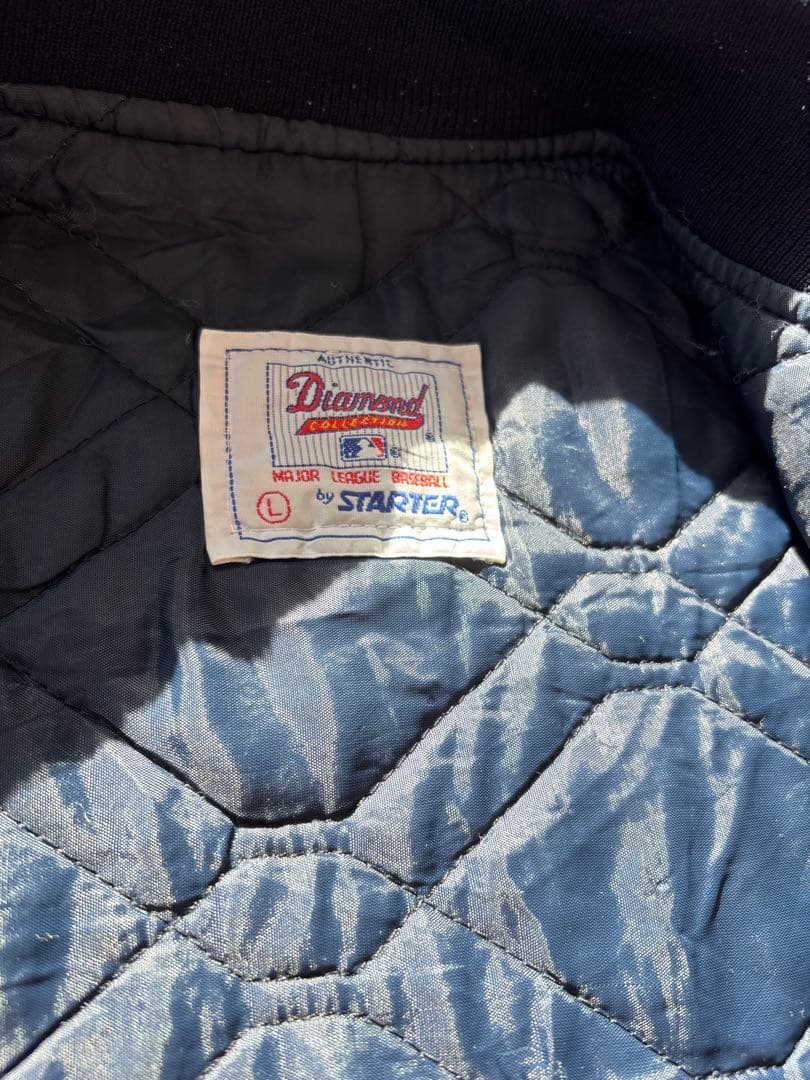 AUTHENTIC
Diamond
COLLECTION
®
®
MAJOR LEAGUE BASEBALL
L
by STARTER®